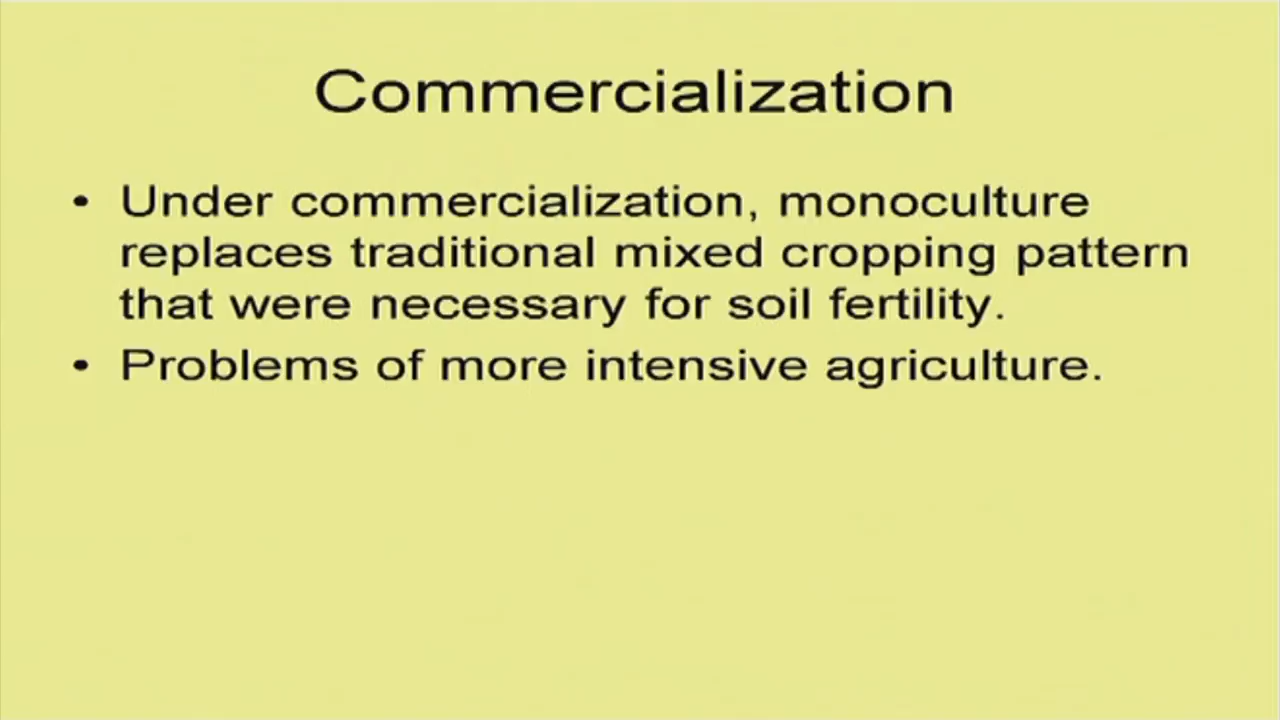 Commercialization
• Under commercialization, monoculture
replaces traditional mixed cropping pattern
that were necessary for soil fertility.
• Problems of more intensive agriculture.